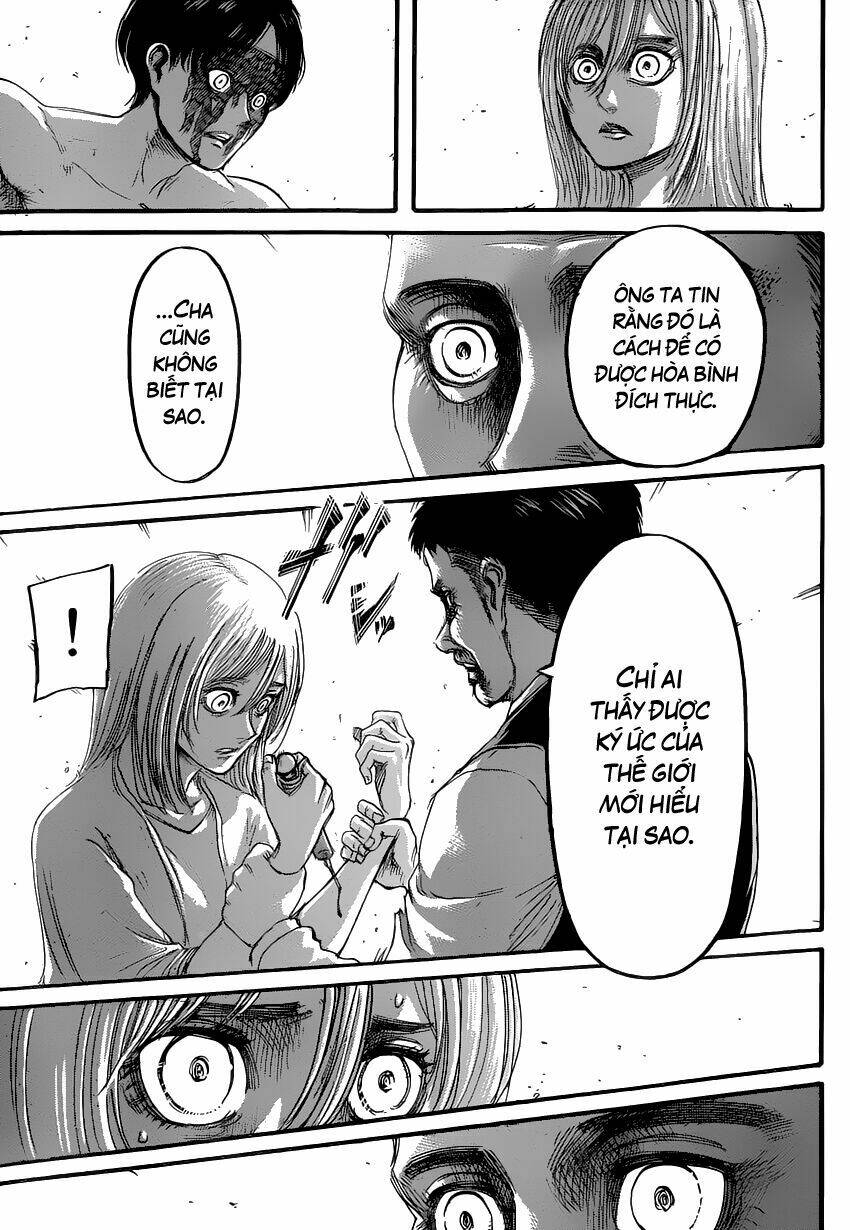 ÔNG TA TIN
RẰNG ĐÓ LÀ
CÁCH ĐỂ CÓ
ĐƯỢC HÒA BÌNH
ĐÍCH THỰC.
...CHA
CŨNG
KHÔNG
BIẾT TẠI
SAO.
!
CHỈ AI
THẤY ĐƯỢC
KÝ ỨC CỦA
THẾ GIỚI
MỚI HIỂU
TẠI SAO.